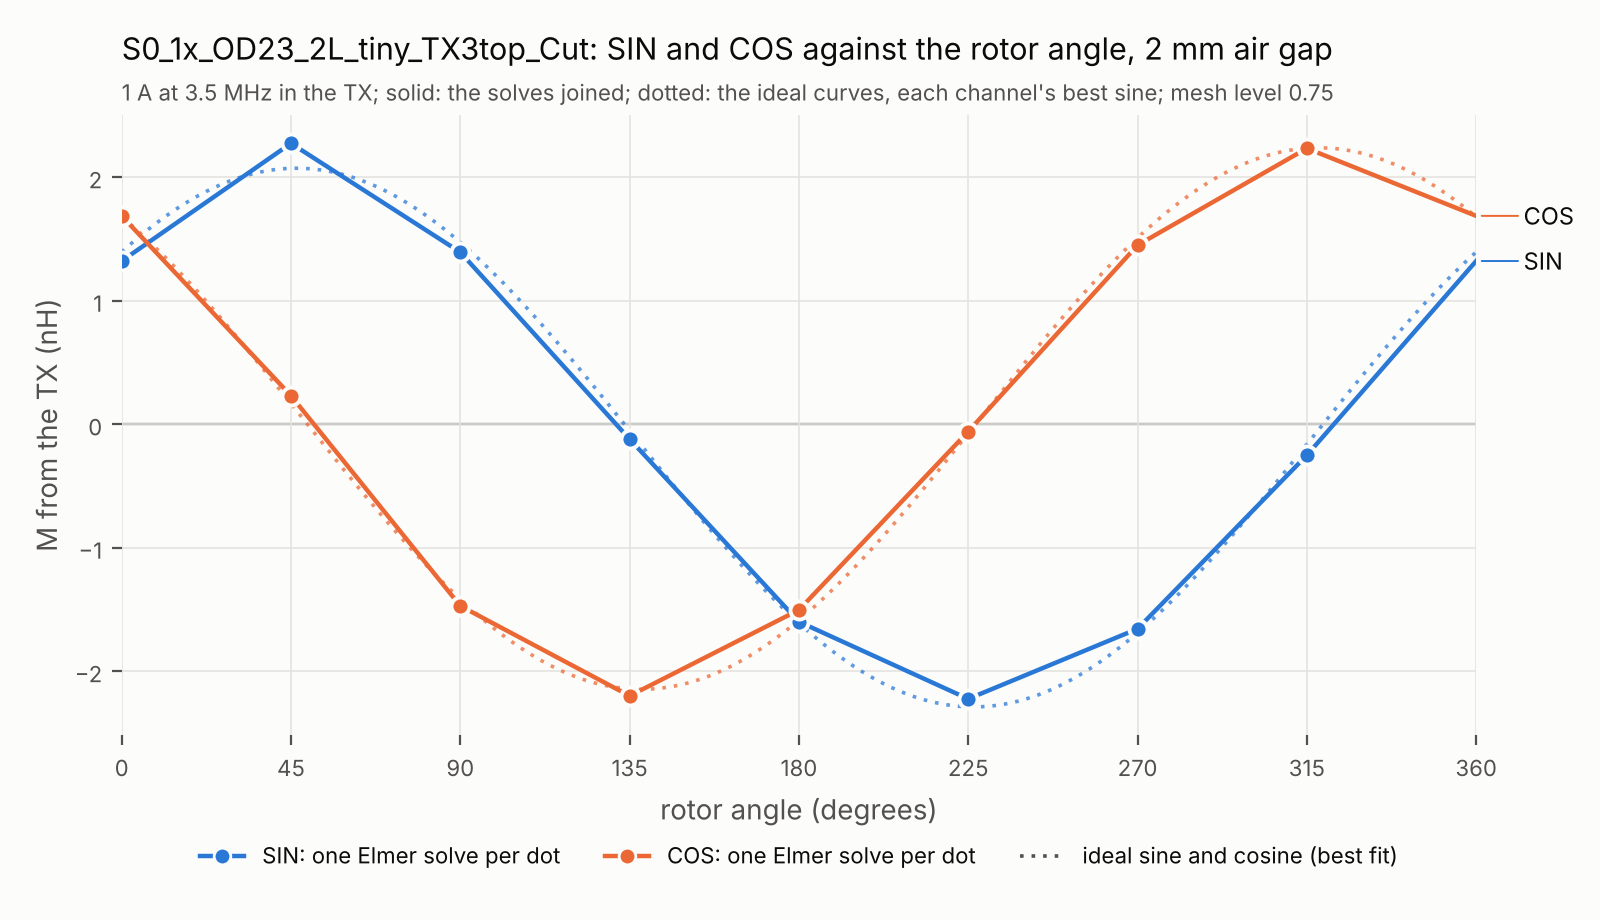 S0_1x_OD23_2L_tiny_TX3top_Cut: SIN and COS against the rotor angle, 2 mm air gap
1 A at 3.5 MHz in the TX; solid: the solves joined; dotted: the ideal curves, each channel's best sine; mesh level 0.75
M from the TX (nH)
2
1
0
−1
−2
COS
SIN
0 45 90 135 180 225 270 315 360
rotor angle (degrees)
SIN: one Elmer solve per dot COS: one Elmer solve per dot ideal sine and cosine (best fit)